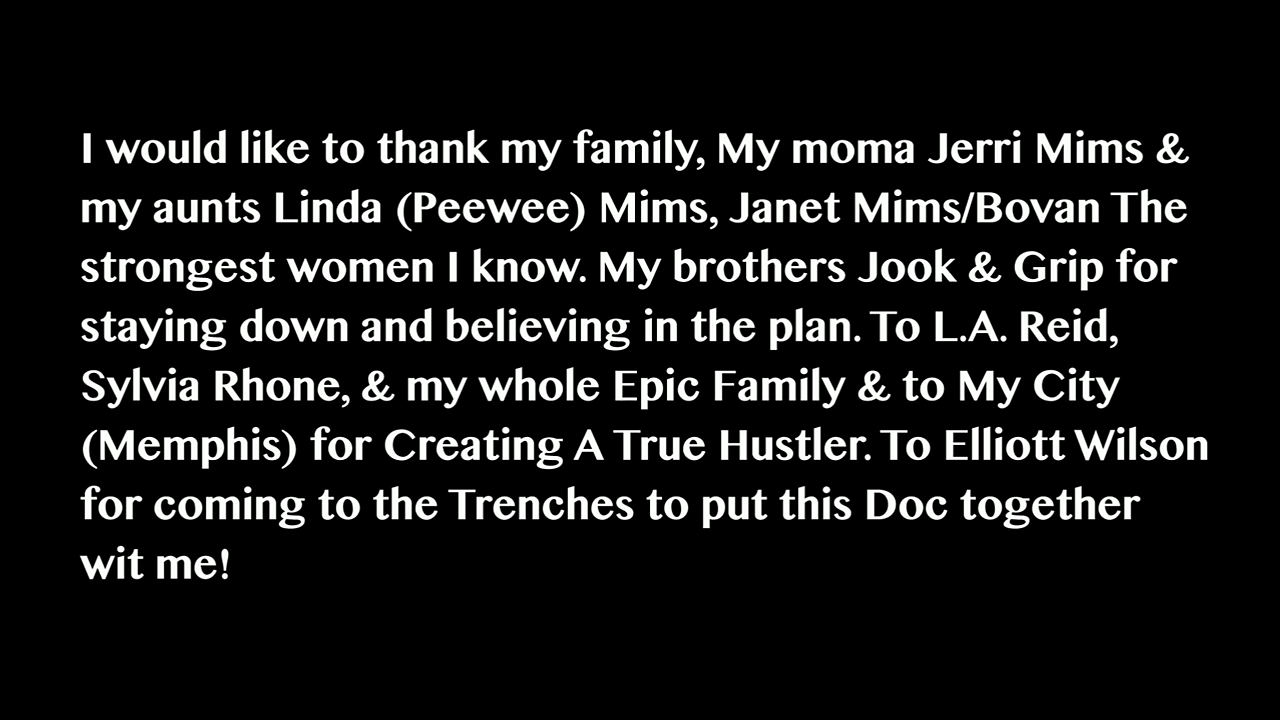 I would like to thank my family, My moma Jerri Mims &
my aunts Linda (Peewee) Mims, Janet Mims/Bovan The
strongest women I know. My brothers Jook & Grip for
staying down and believing in the plan. To L.A. Reid,
Sylvia Rhone, & my whole Epic Family & to My City
(Memphis) for Creating A True Hustler. To Elliott Wilson
for coming to the Trenches to put this Doc together
wit me!